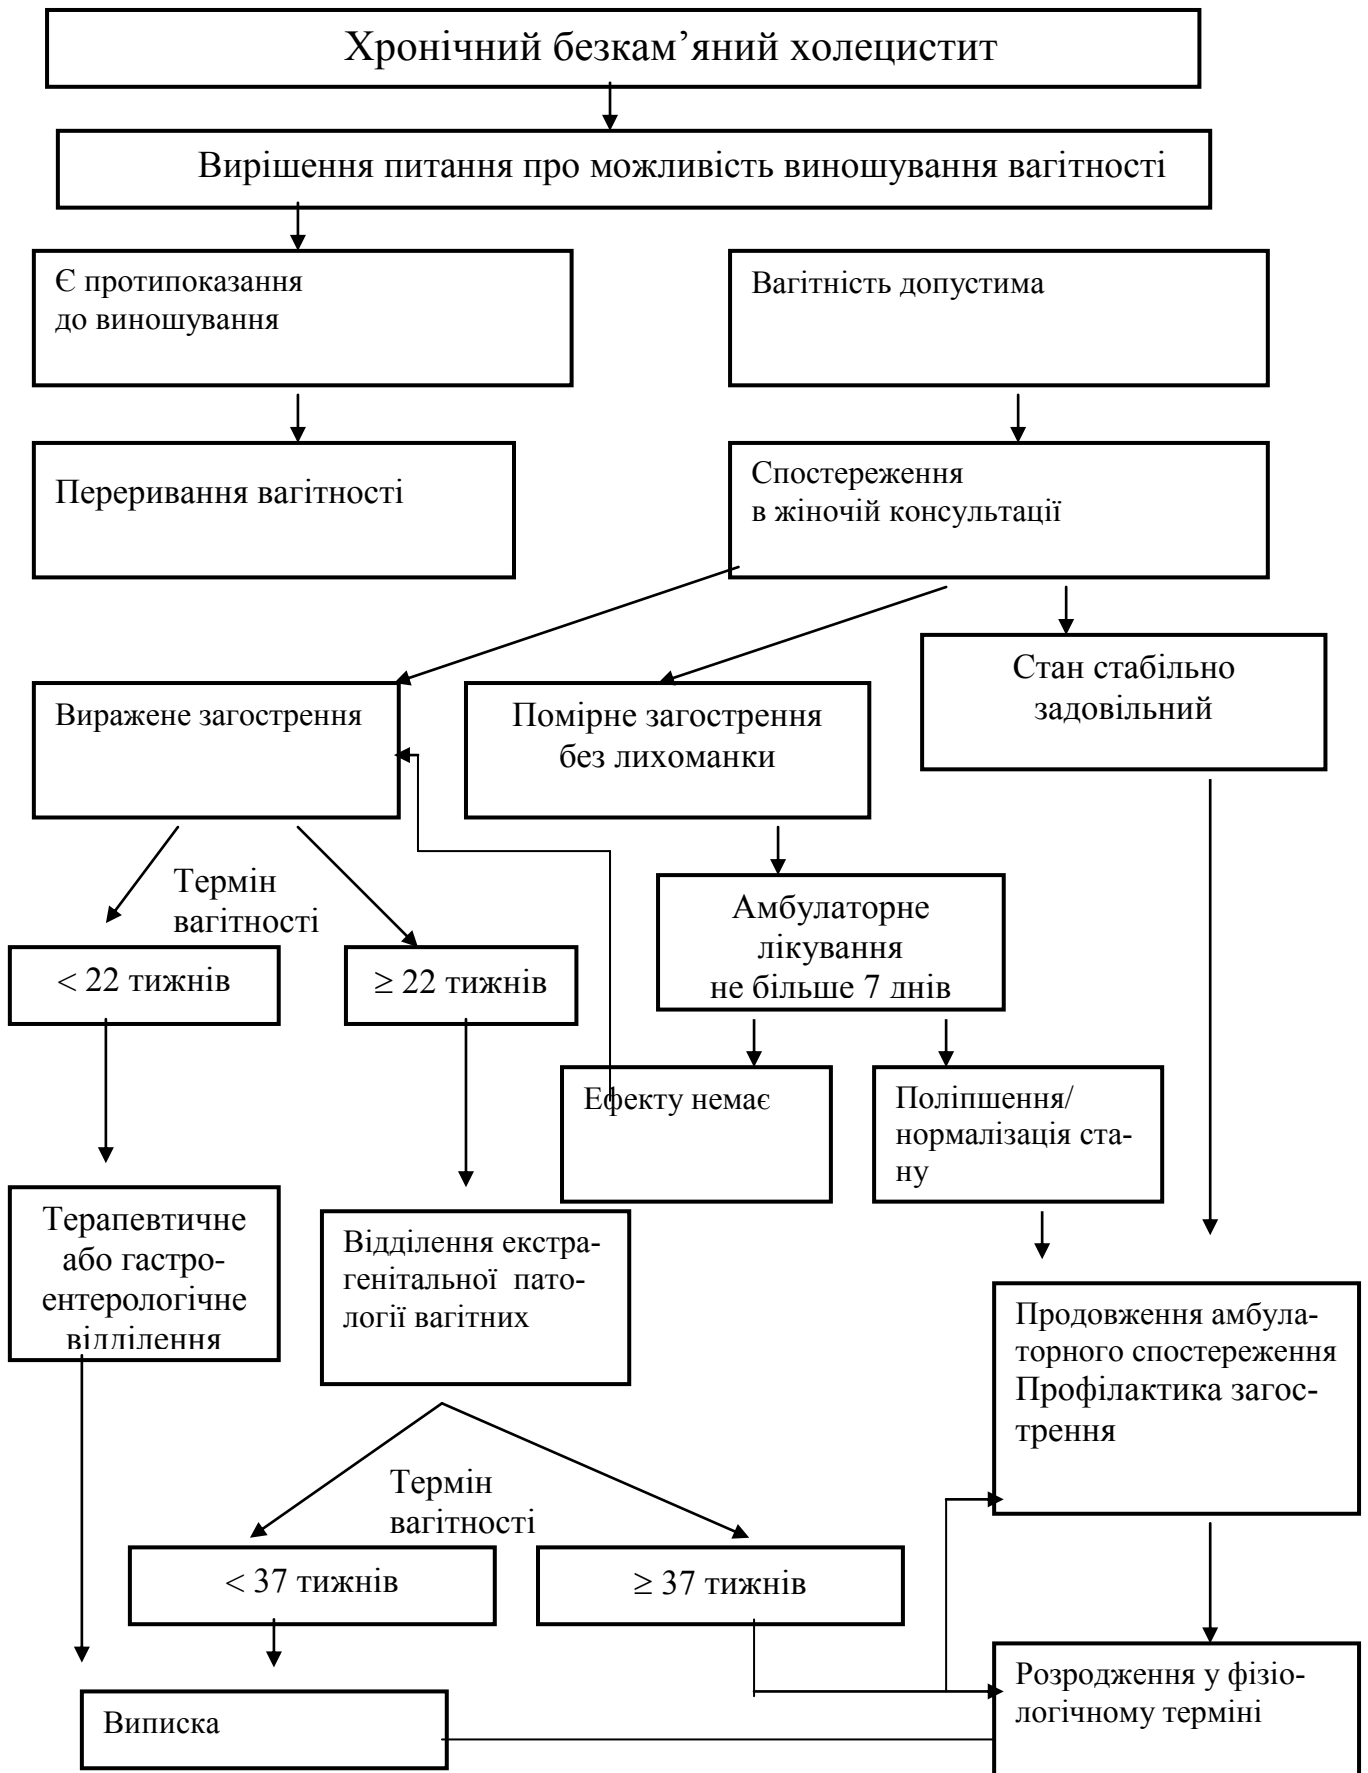 Хронічний безкам’яний холецистит
Вирішення питання про можливість виношування вагітності
Є протипоказання
до виношування
Вагітність допустима
Переривання вагітності
Спостереження
в жіночій консультації
Виражене загострення
Помірне загострення
без лихоманки
Стан стабільно
задовільний
Термін
вагітності
< 22 тижнів
≥ 22 тижнів
Амбулаторне
лікування
не більше 7 днів
Ефекту немає
Поліпшення/
нормалізація ста-
ну
Терапевтичне
або гастро-
ентерологічне
відділення
Відділення екстра-
генітальної пато-
логії вагітних
Продовження амбула-
торного спостереження
Профілактика загос-
трення
Термін
вагітності
< 37 тижнів
≥ 37 тижнів
Виписка
Розродження у фізіо-
логічному терміні